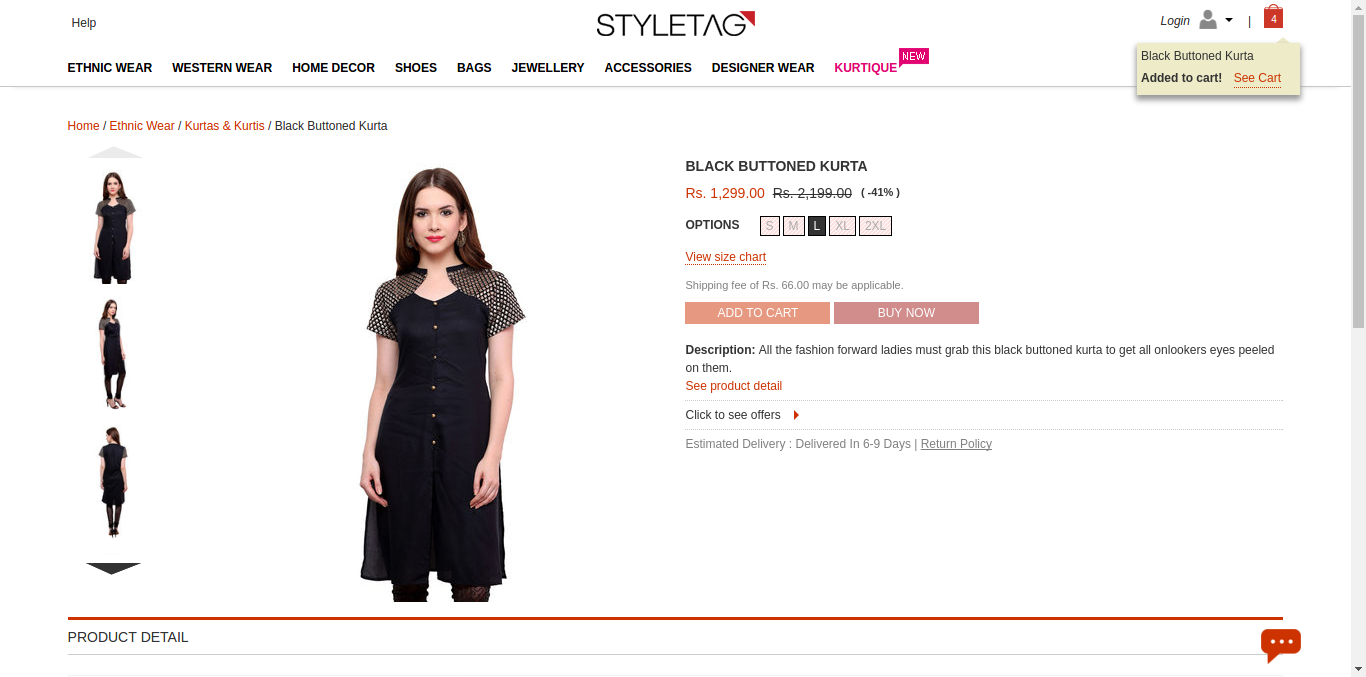 Help
STYLETAG
Login
|
4
ETHNIC WEAR
WESTERN WEAR
HOME DECOR
SHOES
BAGS
JEWELLERY
ACCESSORIES
DESIGNER WEAR
KURTIQUE
NEW
Black Buttoned Kurta
Added to cart! See Cart
Home / Ethnic Wear / Kurtas & Kurtis / Black Buttoned Kurta
BLACK BUTTONED KURTA
Rs. 1,299.00 Rs. 2,199.00 ( -41% )
OPTIONS S M L XL 2XL
View size chart
Shipping fee of Rs. 66.00 may be applicable.
ADD TO CART BUY NOW
Description: All the fashion forward ladies must grab this black buttoned kurta to get all onlookers eyes peeled
on them.
See product detail
Click to see offers
Estimated Delivery : Delivered In 6-9 Days | Return Policy
PRODUCT DETAIL